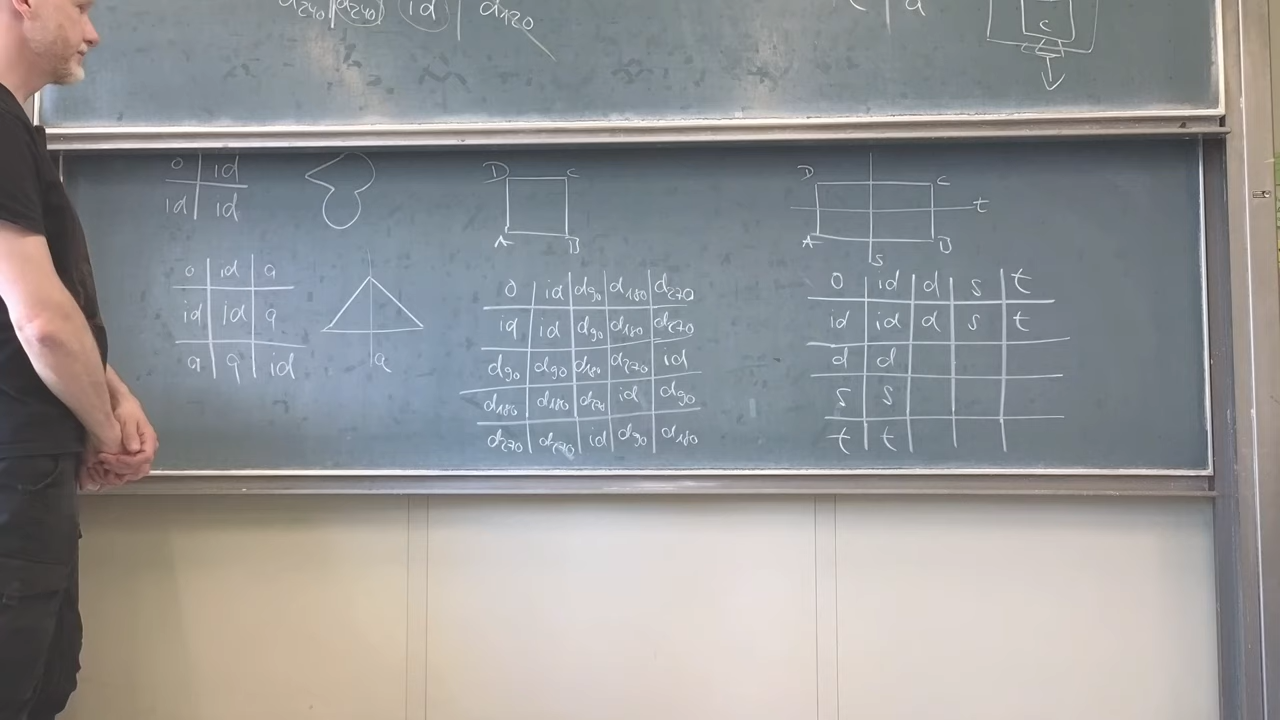 d240 | d240 | id | d120
t | a
c
o | id
id | id
o | id | a
id | id | a
a | a | id
a
D C
A B
o | id | d90 | d180 | d270
id | id | d90 | d180 | d270
d90 | d90 | d180 | d270 | id
d180 | d180 | d270 | id | d90
d270 | d270 | id | d90 | d180
D C
t
A B
s
o | id | d | s | t
id | id | d | s | t
d | d
s | s
t | t